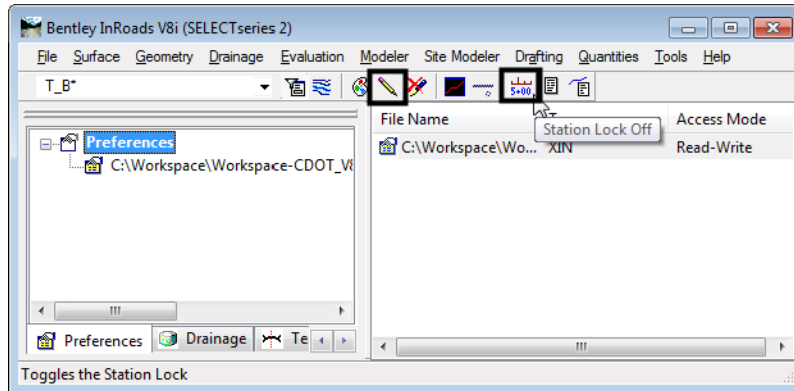 Bentley InRoads V8i (SELECTseries 2)
File Surface Geometry Drainage Evaluation Modeler Site Modeler Drafting Quantities Tools Help
T_B*
5+00
File Name Access Mode
Station Lock Off
Preferences
C:\Workspace\Workspace-CDOT_V8
C:\Workspace\Wo... XIN Read-Write
Preferences Drainage Te
Toggles the Station Lock